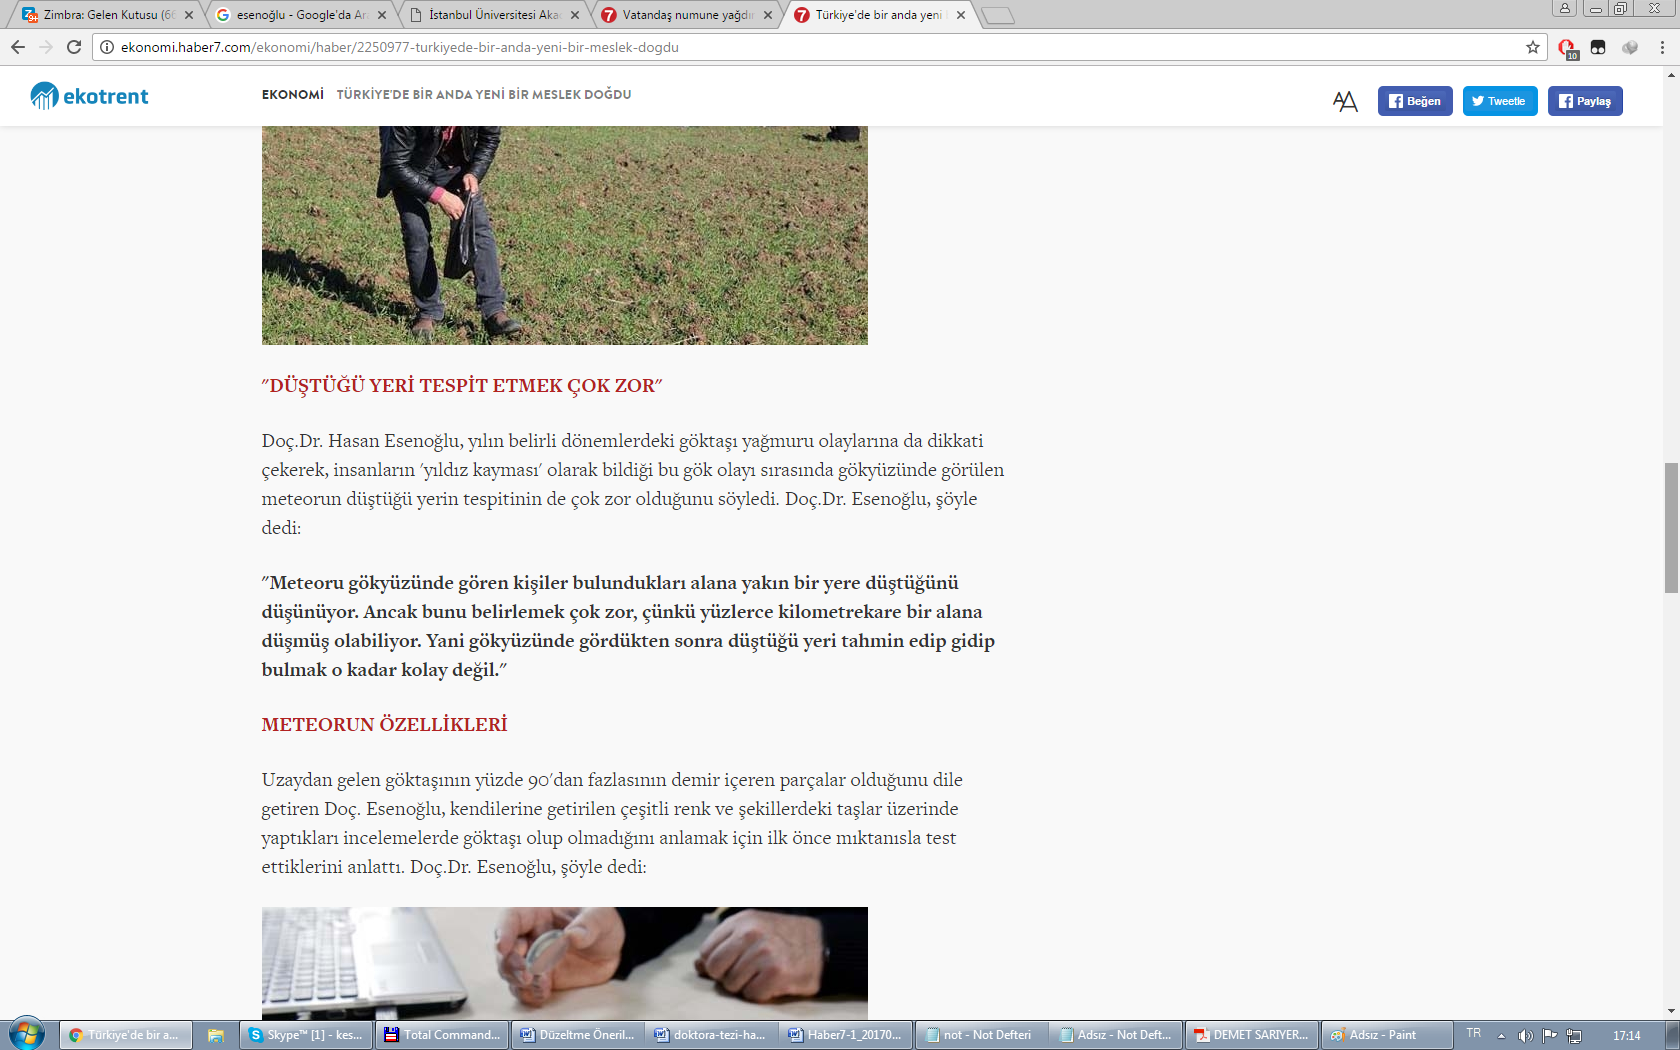 Zimbra: Gelen Kutusu (66
esenoğlu - Google'da Ara
İstanbul Üniversitesi Aka
Vatandaş numune yağdır
Türkiye'de bir anda yeni
ekonomi.haber7.com/ekonomi/haber/2250977-turkiyede-bir-anda-yeni-bir-meslek-dogdu
10
ekotrent
EKONOMİ TÜRKİYE'DE BİR ANDA YENİ BİR MESLEK DOĞDU
AA
Beğen
Tweetle
Paylaş
"DÜŞTÜĞÜ YERİ TESPİT ETMEK ÇOK ZOR"
Doç.Dr. Hasan Esenoğlu, yılın belirli dönemlerdeki göktaşı yağmuru olaylarına da dikkati
çekerek, insanların 'yıldız kayması' olarak bildiği bu gök olayı sırasında gökyüzünde görülen
meteorun düştüğü yerin tespitinin de çok zor olduğunu söyledi. Doç.Dr. Esenoğlu, şöyle
dedi:
"Meteoru gökyüzünde gören kişiler bulundukları alana yakın bir yere düştüğünü
düşünüyor. Ancak bunu belirlemek çok zor, çünkü yüzlerce kilometrekare bir alana
düşmüş olabiliyor. Yani gökyüzünde gördükten sonra düştüğü yeri tahmin edip gidip
bulmak o kadar kolay değil."
METEORUN ÖZELLİKLERİ
Uzaydan gelen göktaşının yüzde 90'dan fazlasının demir içeren parçalar olduğunu dile
getiren Doç. Esenoğlu, kendilerine getirilen çeşitli renk ve şekillerdeki taşlar üzerinde
yaptıkları incelemelerde göktaşı olup olmadığını anlamak için ilk önce mıktanısla test
ettiklerini anlattı. Doç.Dr. Esenoğlu, şöyle dedi:
Türkiye'de bir a...
Skype™ [1] - kes...
Total Command...
Düzeltme Öneril...
doktora-tezi-ha...
Haber7-1_20170...
not - Not Defteri
Adsız - Not Deft...
DEMET SARIYER...
Adsız - Paint
TR
17:14